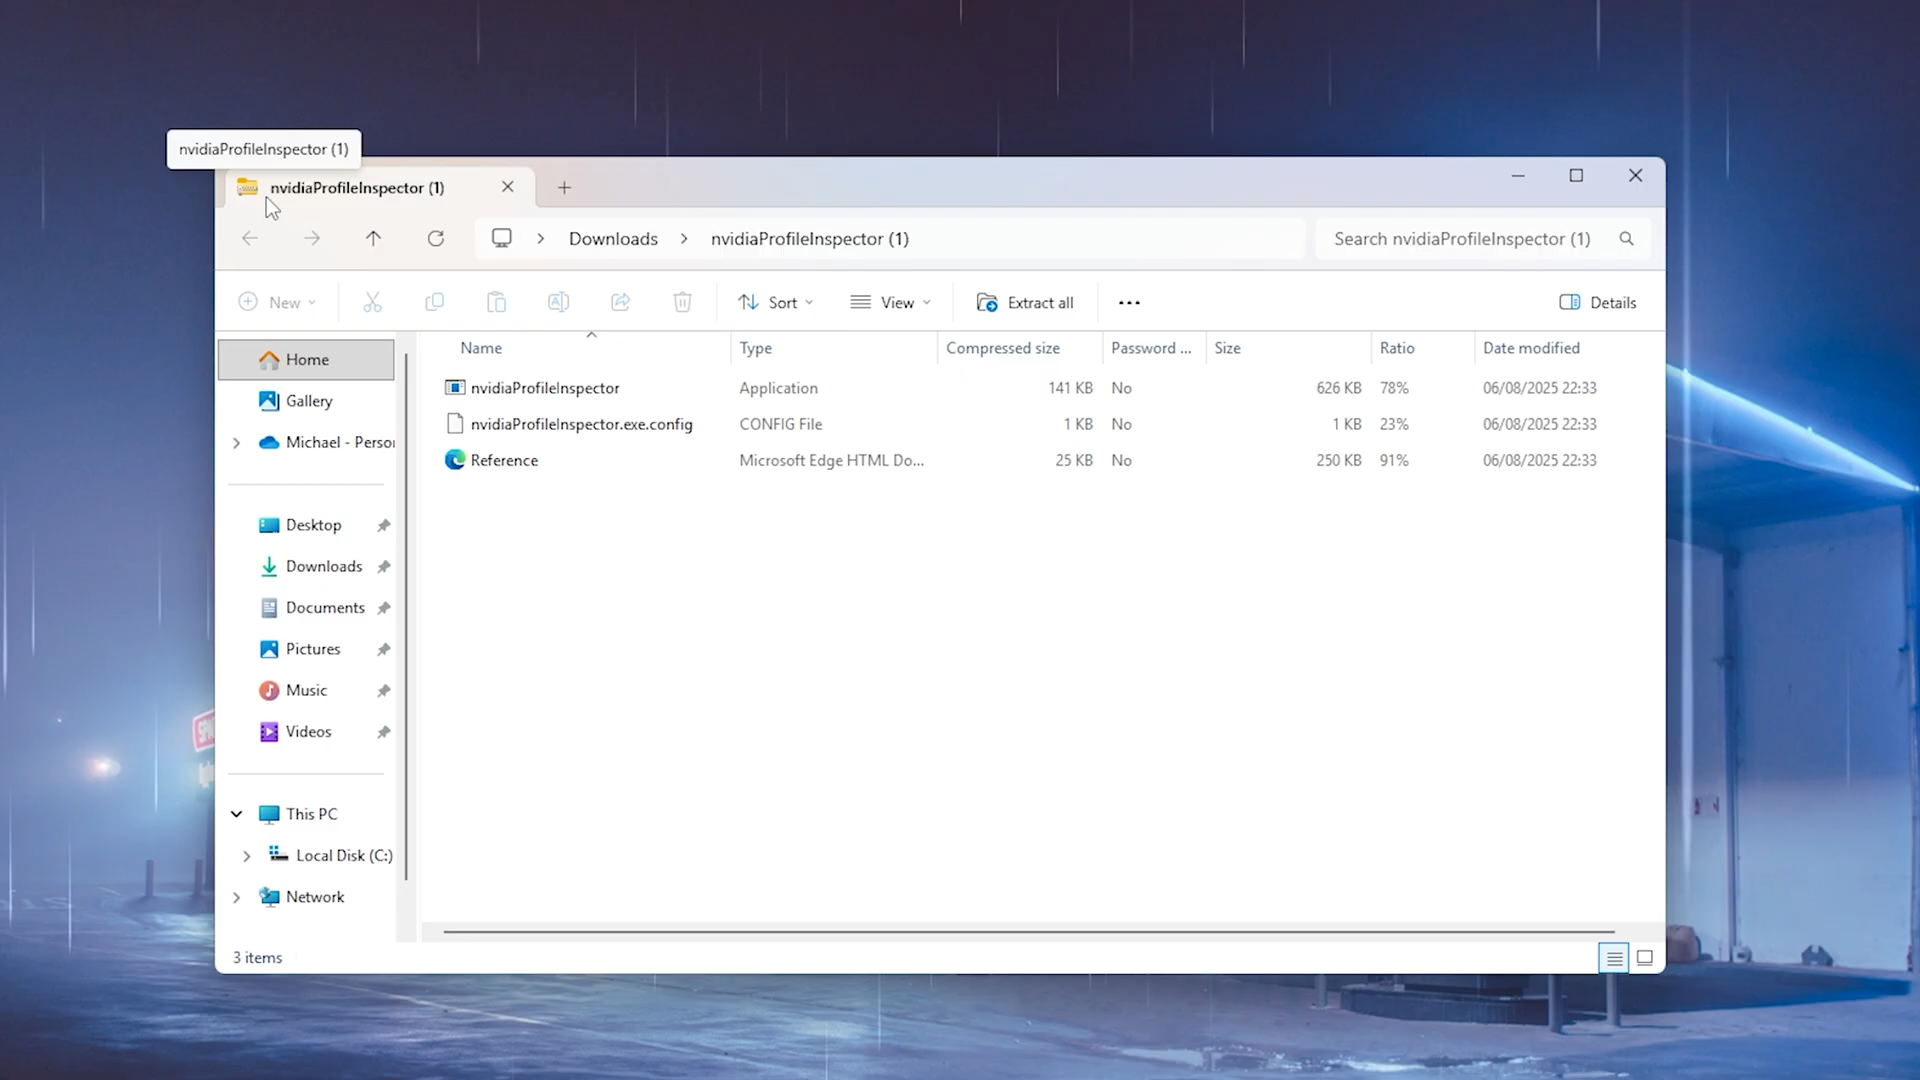 nvidiaProfileInspector (1)
nvidiaProfileInspector (1)
Downloads
nvidiaProfileInspector (1)
Search nvidiaProfileInspector (1)
New
Sort
View
Extract all
Details
Name
Type
Compressed size
Password ...
Size
Ratio
Date modified
nvidiaProfileInspector
Application
141 KB
No
626 KB
78%
06/08/2025 22:33
nvidiaProfileInspector.exe.config
CONFIG File
1 KB
No
1 KB
23%
06/08/2025 22:33
Reference
Microsoft Edge HTML Do...
25 KB
No
250 KB
91%
06/08/2025 22:33
Home
Gallery
Michael - Person
Desktop
Downloads
Documents
Pictures
Music
Videos
This PC
Local Disk (C:)
Network
3 items